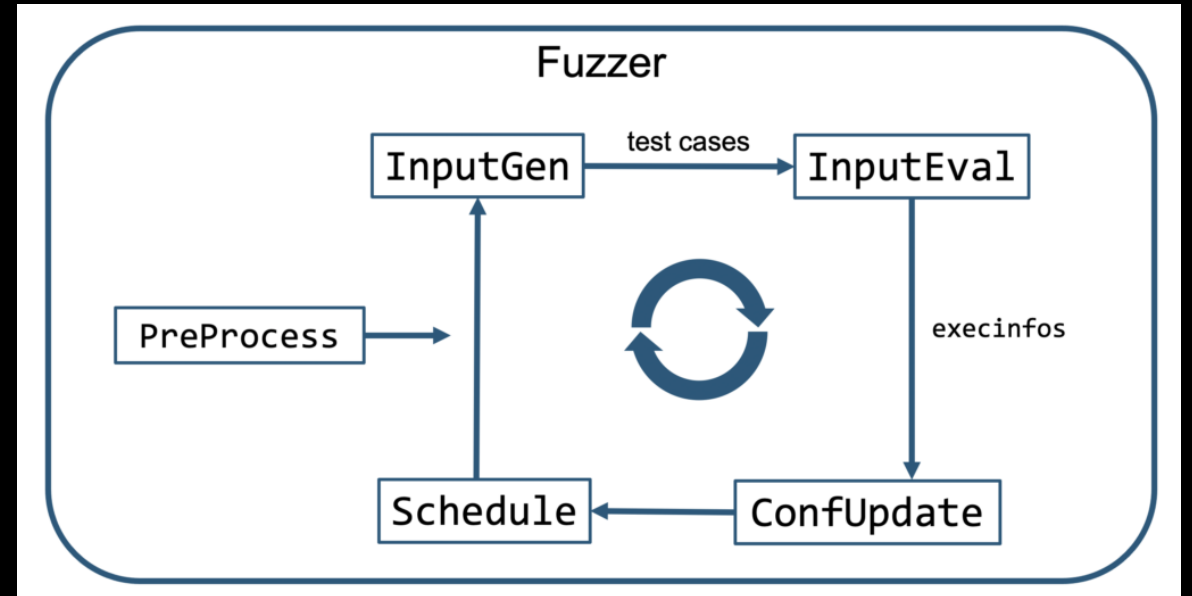 Fuzzer
InputGen
test cases
InputEval
PreProcess
execinfos
Schedule
ConfUpdate